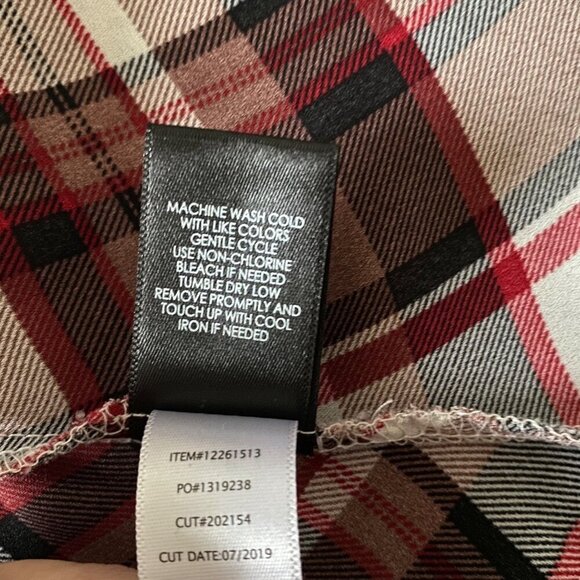 MACHINE WASH COLD
WITH LIKE COLORS
GENTLE CYCLE
USE NON-CHLORINE
BLEACH IF NEEDED
TUMBLE DRY LOW
REMOVE PROMPTLY AND
TOUCH UP WITH COOL
IRON IF NEEDED
ITEM#12261513
PO#1319238
CUT#202154
CUT DATE:07/2019